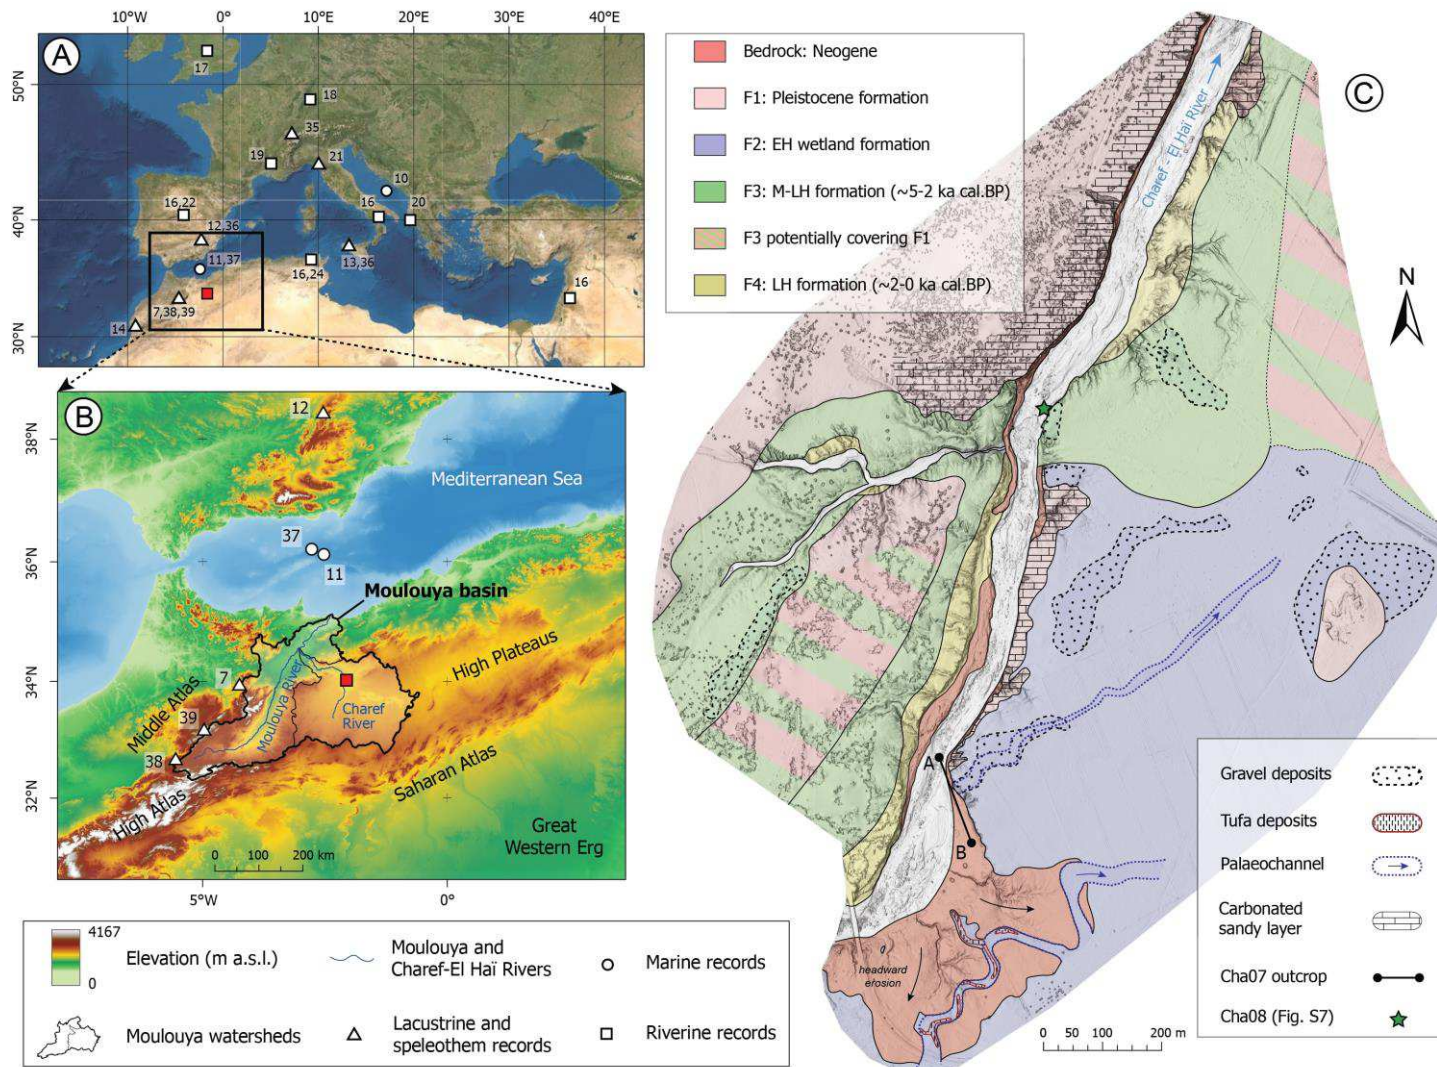 10°W
0°
10°E
20°E
30°E
40°E
A
50°N
40°N
30°N
17
18
35
19
21
10
16,22
16
20
12,36
11,37
13,36
16,24
16
7,38,39
14
B
38°N
36°N
34°N
32°N
12
Mediterranean Sea
37
11
Moulouya basin
High Plateaus
7
Middle Atlas
Moulouya River
Charef
River
39
38
Saharan Atlas
High Atlas
Great
Western Erg
0 100 200 km
5°W
0°
4167
0
Elevation (m a.s.l.)
Moulouya and
Charef-El Haï Rivers
Marine records
Moulouya watersheds
Lacustrine and
speleothem records
Riverine records
Bedrock: Neogene
F1: Pleistocene formation
F2: EH wetland formation
F3: M-LH formation (~5-2 ka cal.BP)
F3 potentially covering F1
F4: LH formation (~2-0 ka cal.BP)
C
Charef - El Haï River
N
A
B
headward
erosion
0 50 100 200 m
Gravel deposits
Tufa deposits
Palaeochannel
Carbonated
sandy layer
Cha07 outcrop
Cha08 (Fig. S7)